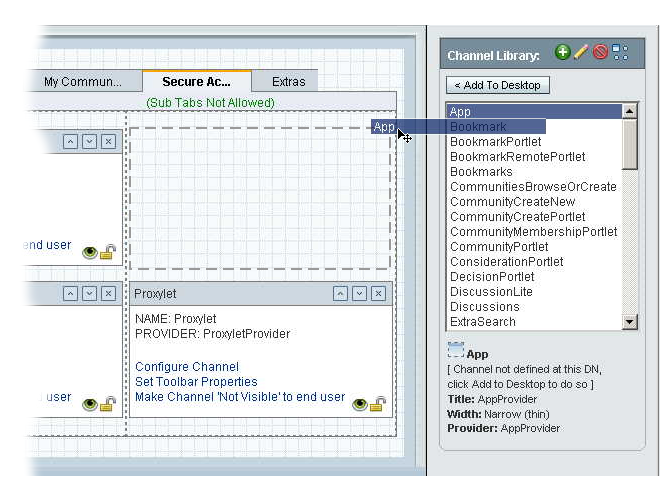 My Commun...
Secure Ac...
Extras
(Sub Tabs Not Allowed)
end user
user
App
Proxylet
NAME: Proxylet
PROVIDER: ProxyletProvider
Configure Channel
Set Toolbar Properties
Make Channel 'Not Visible' to end user
Channel Library:
< Add To Desktop
App
Bookmark
BookmarkPortlet
BookmarkRemotePortlet
Bookmarks
CommunitiesBrowseOrCreate
CommunityCreateNew
CommunityCreatePortlet
CommunityMembershipPortlet
CommunityPortlet
ConsiderationPortlet
DecisionPortlet
DiscussionLite
Discussions
ExtraSearch
App
[ Channel not defined at this DN,
click Add to Desktop to do so ]
Title: AppProvider
Width: Narrow (thin)
Provider: AppProvider